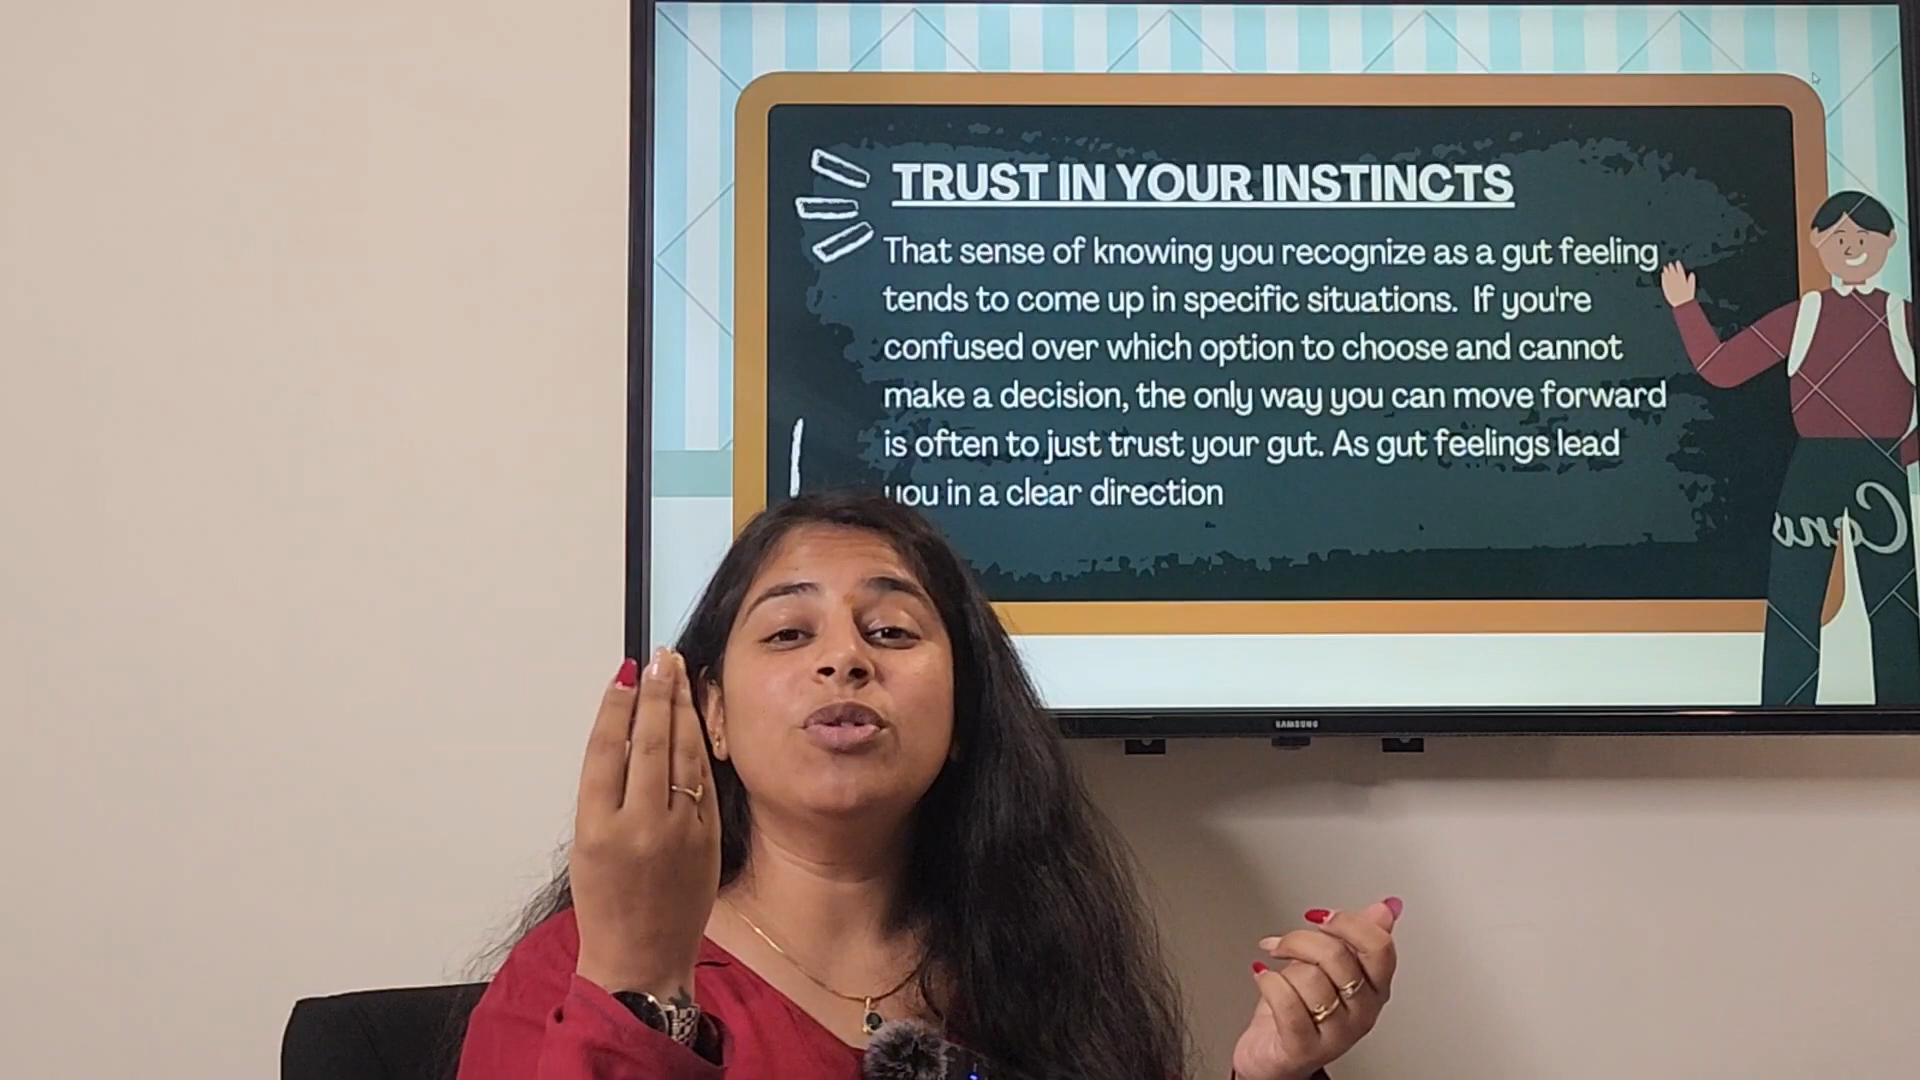 TRUST IN YOUR INSTINCTS
That sense of knowing you recognize as a gut feeling
tends to come up in specific situations. If you're
confused over which option to choose and cannot
make a decision, the only way you can move forward
is often to just trust your gut. As gut feelings lead
you in a clear direction
Canv
SAMSUNG